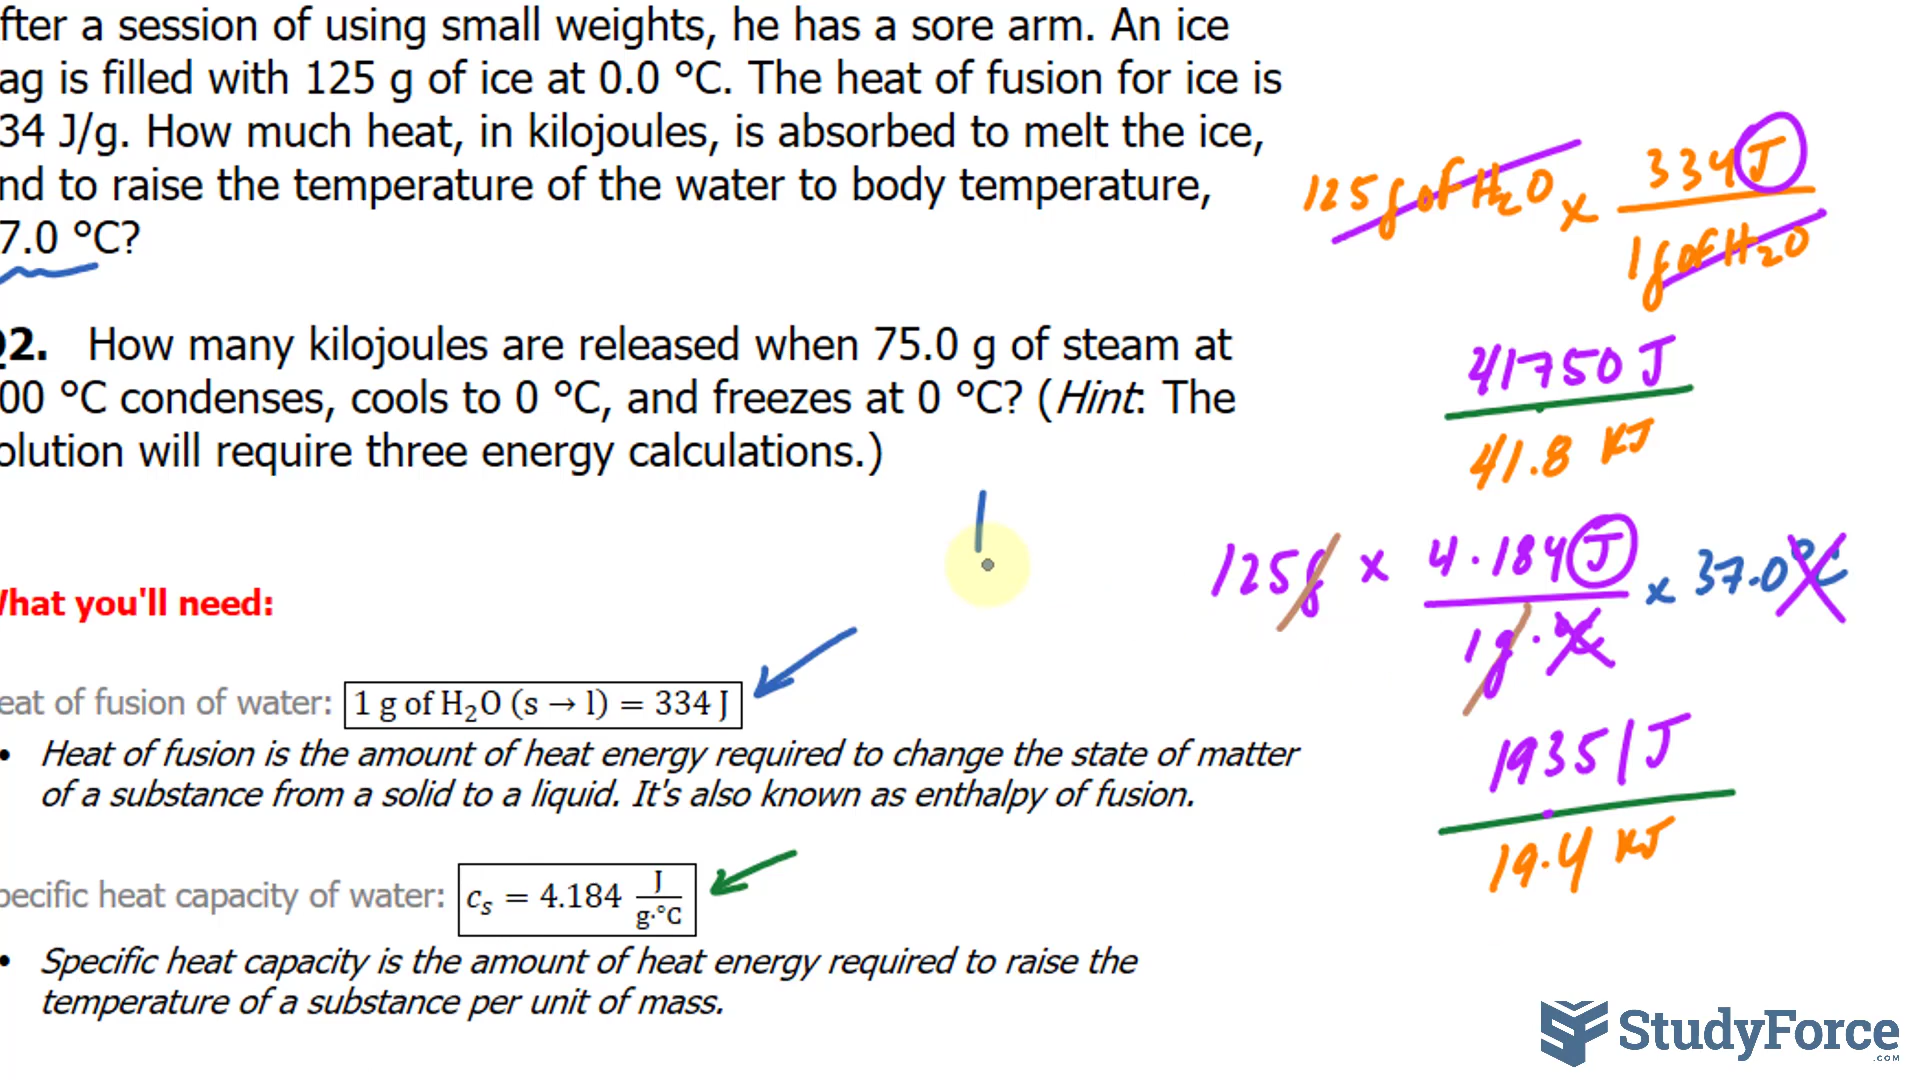 fter a session of using small weights, he has a sore arm. An ice
ag is filled with 125 g of ice at 0.0 °C. The heat of fusion for ice is
34 J/g. How much heat, in kilojoules, is absorbed to melt the ice,
nd to raise the temperature of the water to body temperature,
7.0 °C?
Q2. How many kilojoules are released when 75.0 g of steam at
00 °C condenses, cools to 0 °C, and freezes at 0 °C? (Hint: The
olution will require three energy calculations.)
What you'll need:
eat of fusion of water: 1 g of H₂O (s → l) = 334 J
• Heat of fusion is the amount of heat energy required to change the state of matter
of a substance from a solid to a liquid. It's also known as enthalpy of fusion.
pecific heat capacity of water: cₛ = 4.184 J/g·°C
• Specific heat capacity is the amount of heat energy required to raise the
temperature of a substance per unit of mass.
125 g of H₂O × 334 J
1 g of H₂O
41750 J
41.8 KJ
125 g × 4.184 J × 37.0 °C
1 g · °C
19351 J
19.4 KJ
StudyForce
.COM